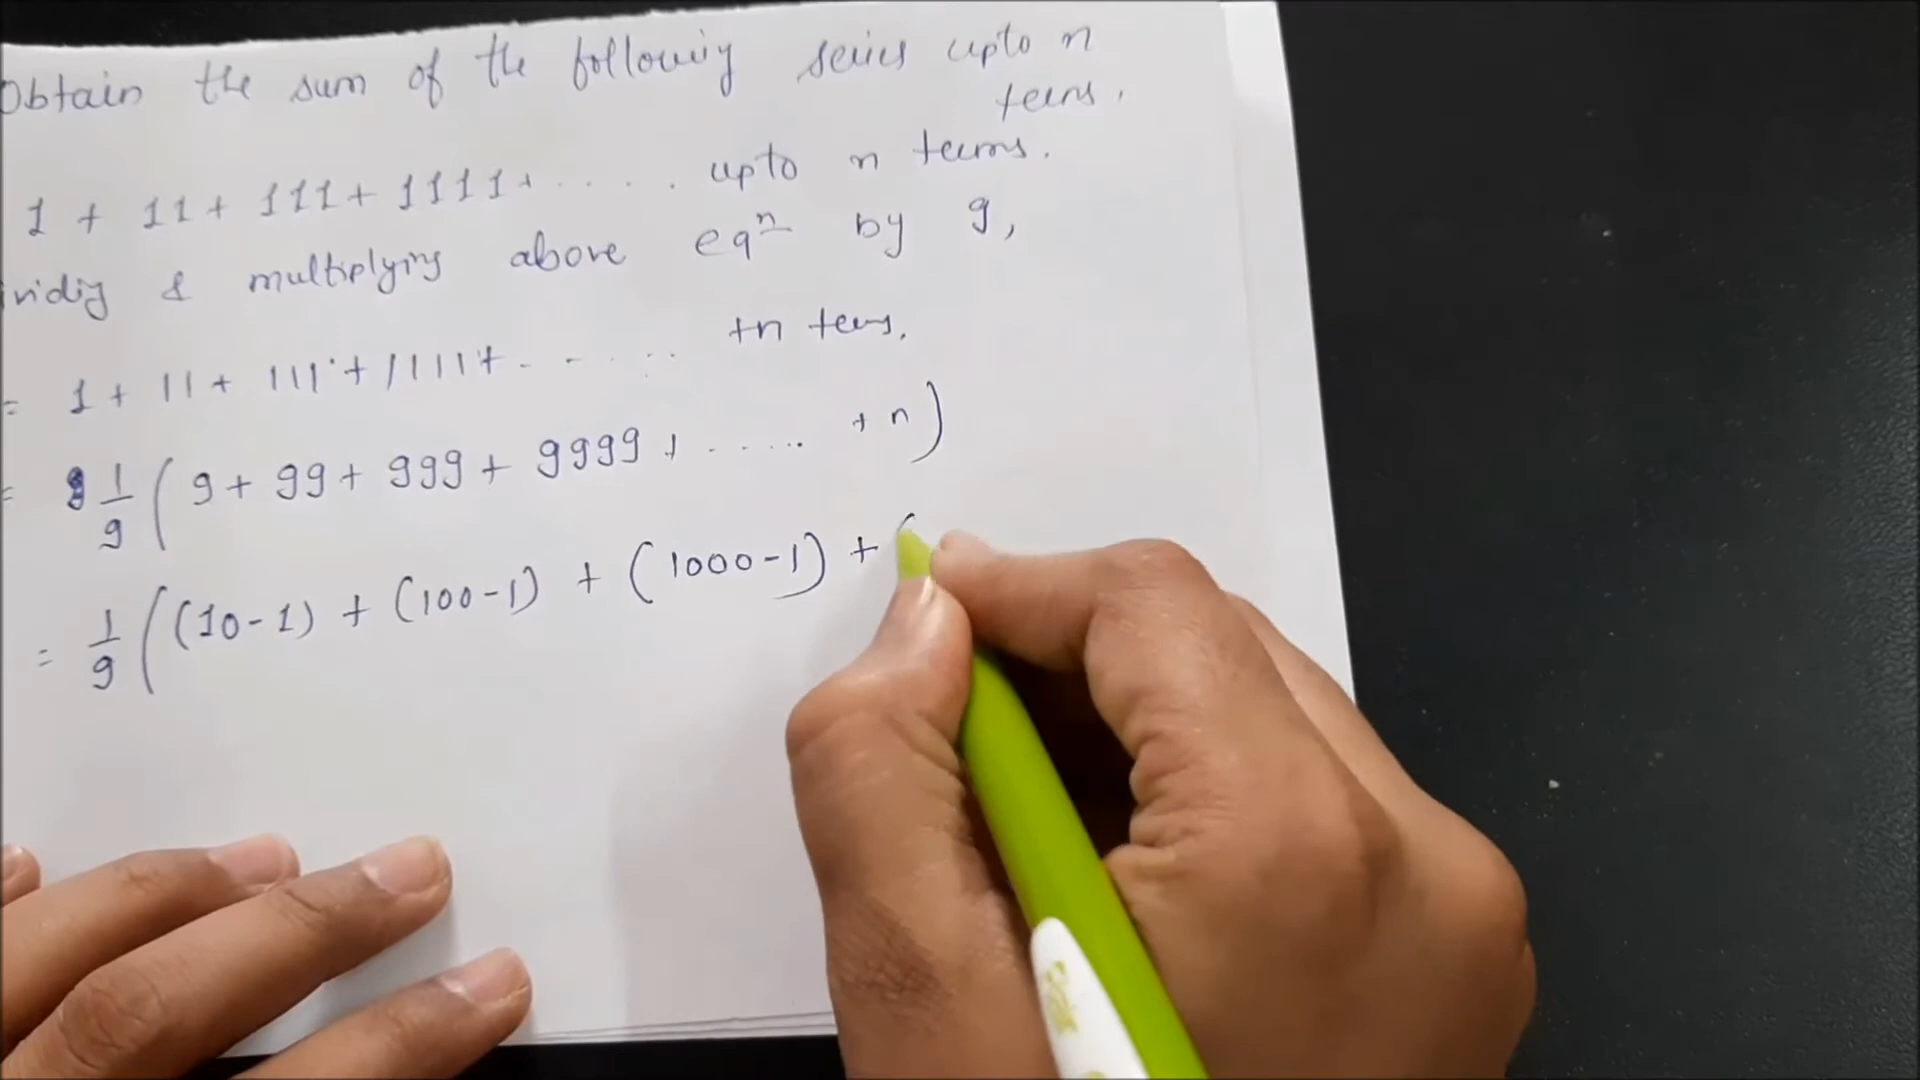 Obtain the sum of the following series upto n
terms.
1 + 11 + 111 + 1111 + ..... upto n terms.
ividig & multiplying above eqn by 9,
= 1 + 11 + 111 + 1111 + ..... +n terms.
= 1/9 ( 9 + 99 + 999 + 9999 + ..... + n )
= 1/9 ( (10-1) + (100-1) + (1000-1) + (